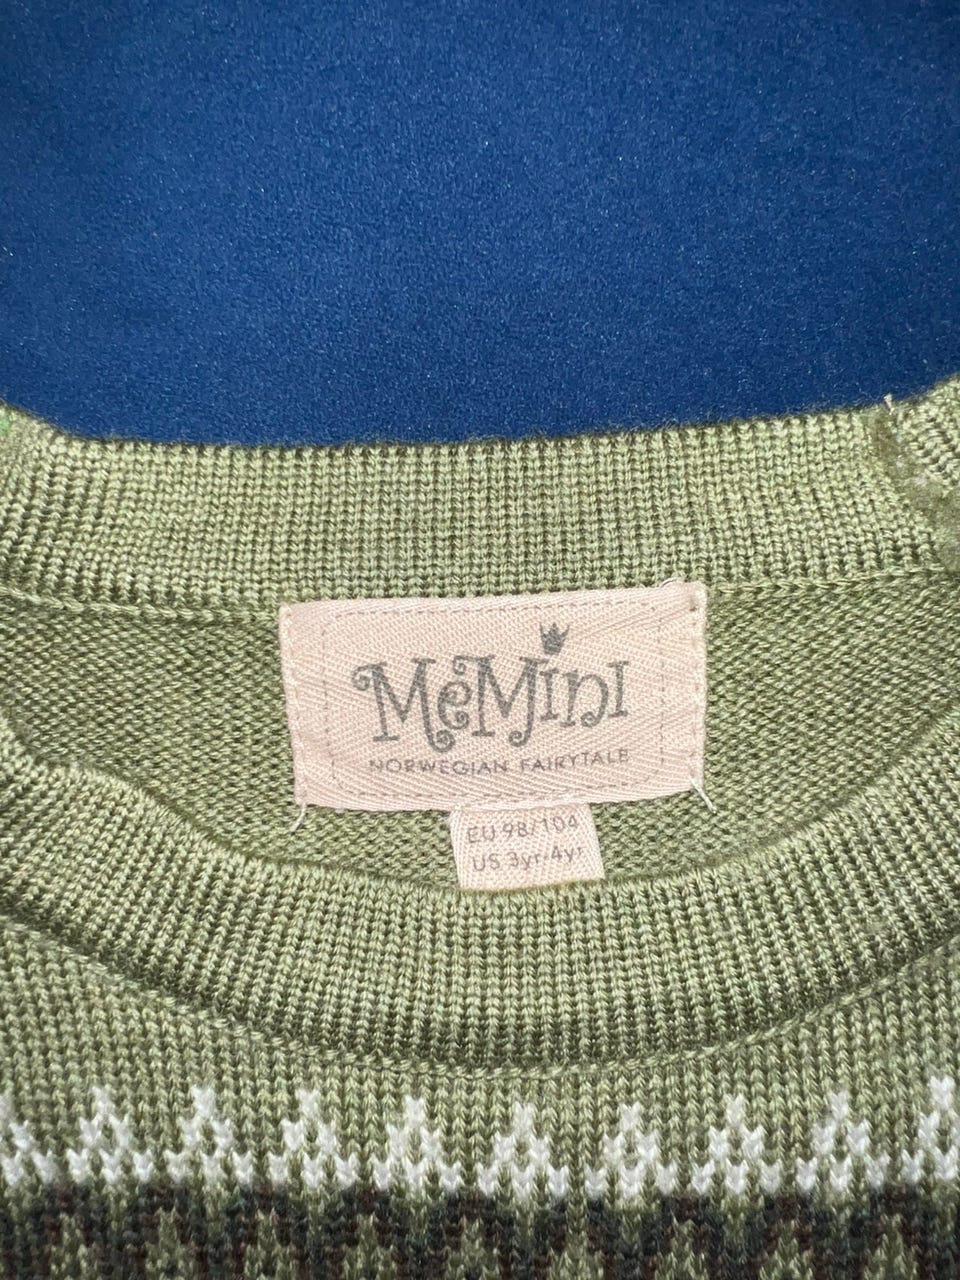 MeMini
NORWEGIAN FAIRYTALE
EU 98/104
US 3yr-4yr